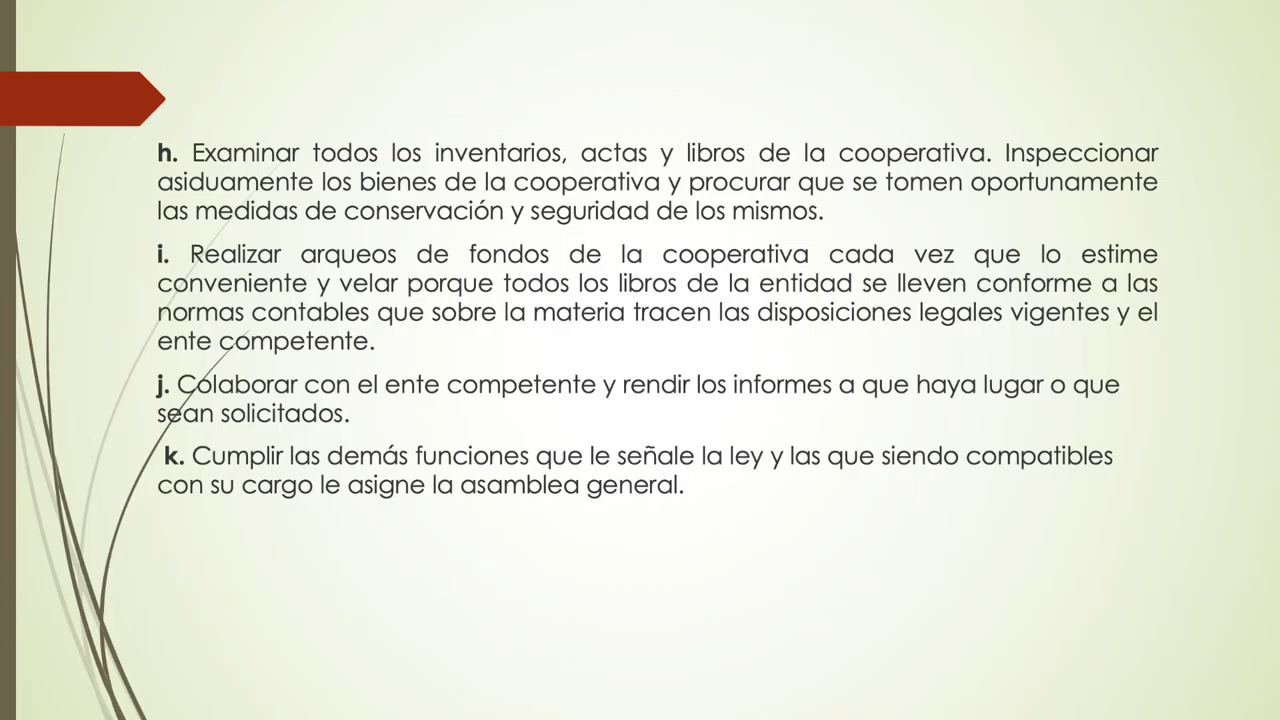 h. Examinar todos los inventarios, actas y libros de la cooperativa. Inspeccionar
asiduamente los bienes de la cooperativa y procurar que se tomen oportunamente
las medidas de conservación y seguridad de los mismos.
i. Realizar arqueos de fondos de la cooperativa cada vez que lo estime
conveniente y velar porque todos los libros de la entidad se lleven conforme a las
normas contables que sobre la materia tracen las disposiciones legales vigentes y el
ente competente.
j. Colaborar con el ente competente y rendir los informes a que haya lugar o que
sean solicitados.
k. Cumplir las demás funciones que le señale la ley y las que siendo compatibles
con su cargo le asigne la asamblea general.